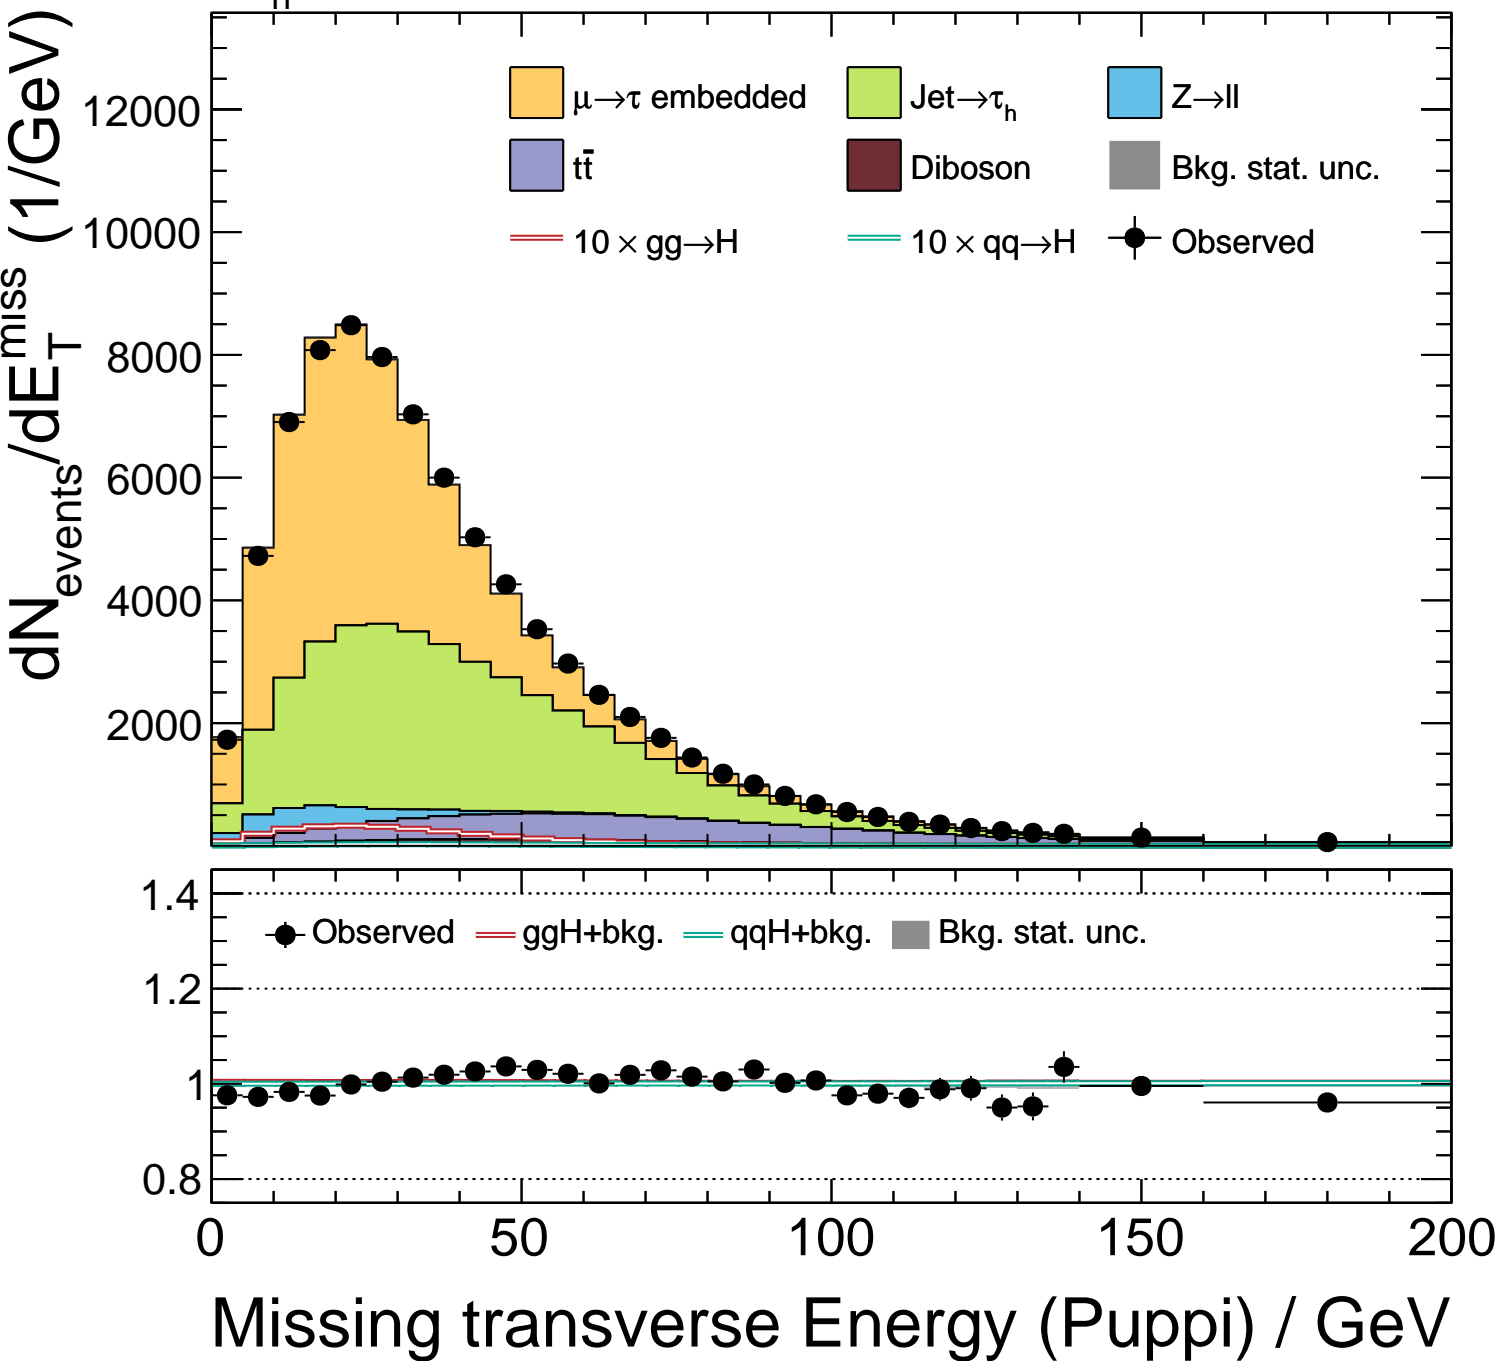 dN_events/dE_T^miss (1/GeV)
12000
10000
8000
6000
4000
2000
μ→τ embedded
Jet→τ_h
Z→ll
tt̄
Diboson
Bkg. stat. unc.
10 × gg→H
10 × qq→H
Observed
1.4
1.2
1
0.8
Observed
ggH+bkg.
qqH+bkg.
Bkg. stat. unc.
0 50 100 150 200
Missing transverse Energy (Puppi) / GeV